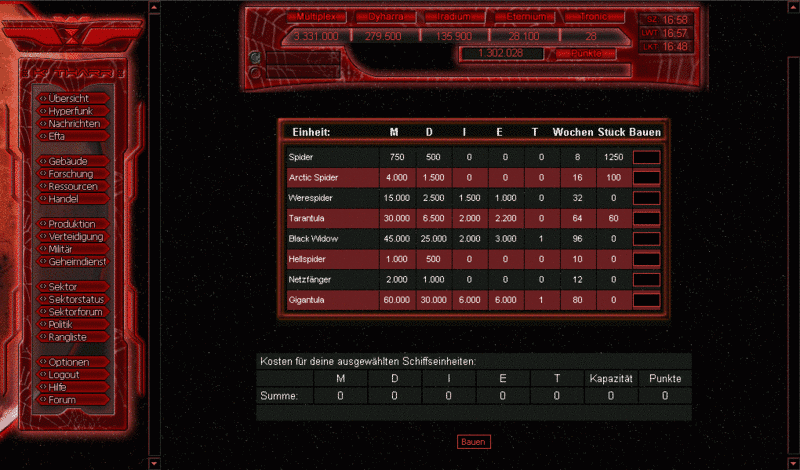 Multiplex Dyharra Iradium Eternium Tronic
3.331.000 279.500 135.900 28.100 28
1.302.028 Punkte
SZ 16:58
LWT 16:57
LKT 16:48
Übersicht
Hyperfunk
Nachrichten
Efta
Gebäude
Forschung
Ressourcen
Handel
Produktion
Verteidigung
Militär
Geheimdienst
Sektor
Sektorstatus
Sektorforum
Politik
Rangliste
Optionen
Logout
Hilfe
Forum
Einheit: M D I E T Wochen Stück Bauen
Spider 750 500 0 0 0 8 1250
Arctic Spider 4.000 1.500 0 0 0 16 100
Werespider 15.000 2.500 1.500 1.000 0 32 0
Tarantula 30.000 6.500 2.000 2.200 0 64 60
Black Widow 45.000 25.000 2.000 3.000 1 96 0
Hellspider 1.000 500 0 0 0 10 0
Netzfänger 2.000 1.000 0 0 0 12 0
Gigantula 60.000 30.000 6.000 6.000 1 80 0
Kosten für deine ausgewählten Schiffseinheiten:
M D I E T Kapazität Punkte
Summe: 0 0 0 0 0 0 0
Bauen